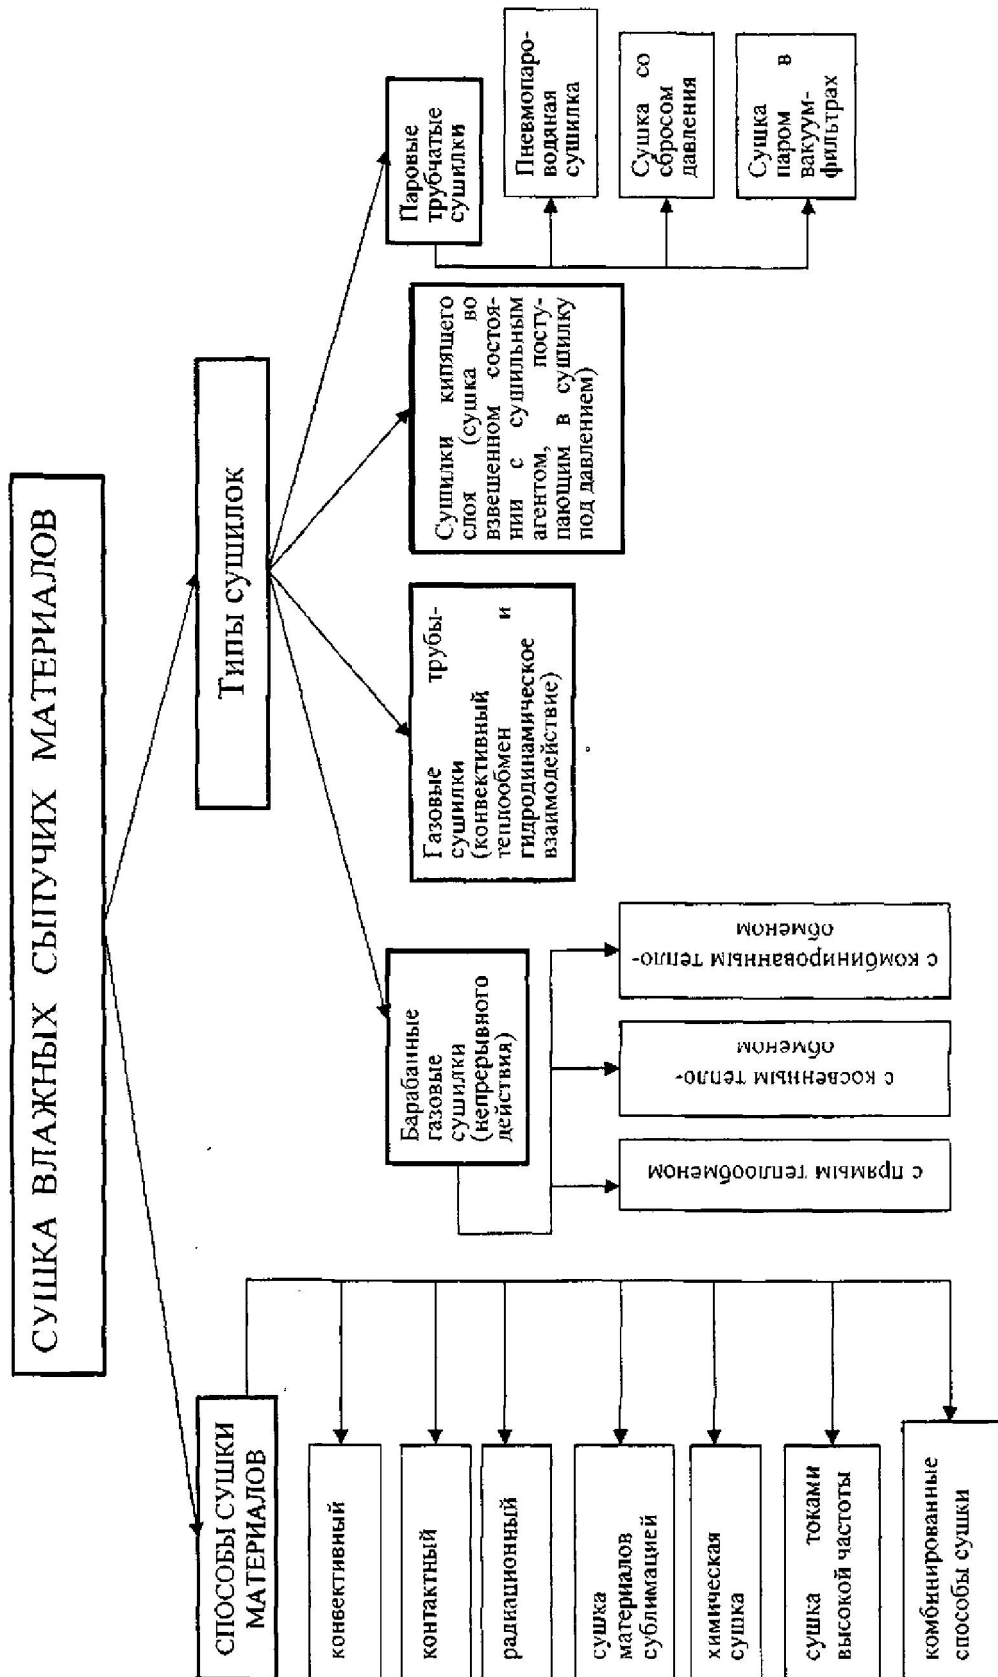 СУШКА ВЛАЖНЫХ СЫПУЧИХ МАТЕРИАЛОВ
СПОСОБЫ СУШКИ
МАТЕРИАЛОВ
конвективный
контактный
радиационный
сушка
материалов
сублимацией
химическая
сушка
сушка токами
высокой частоты
комбинированные
способы сушки
Типы сушилок
Барабанные
газовые
сушилки
(непрерывного
действия)
с прямым теплообменом
с косвенным тепло-
обменом
с комбинированным тепло-
обменом
Газовые трубы-
сушилки
(конвективный
теплообмен и
гидродинамическое
взаимодействие)
Сушилки кипящего
слоя (сушка во
взвешенном состоя-
нии с сушильным
агентом, посту-
пающим в сушилку
под давлением)
Паровые
трубчатые
сушилки
Пневмопаро-
водяная
сушилка
Сушка со
сбросом
давления
Сушка
паром в
вакуум-
фильтрах